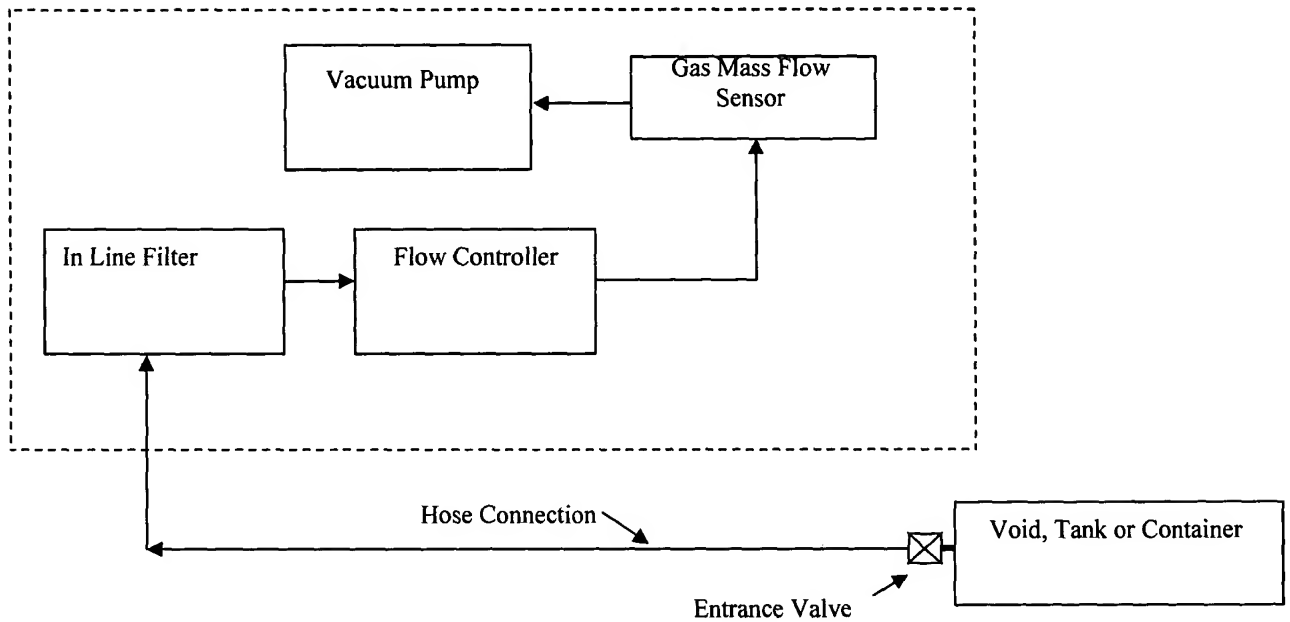 Vacuum Pump
Gas Mass Flow
Sensor
In Line Filter
Flow Controller
Hose Connection
Void, Tank or Container
Entrance Valve